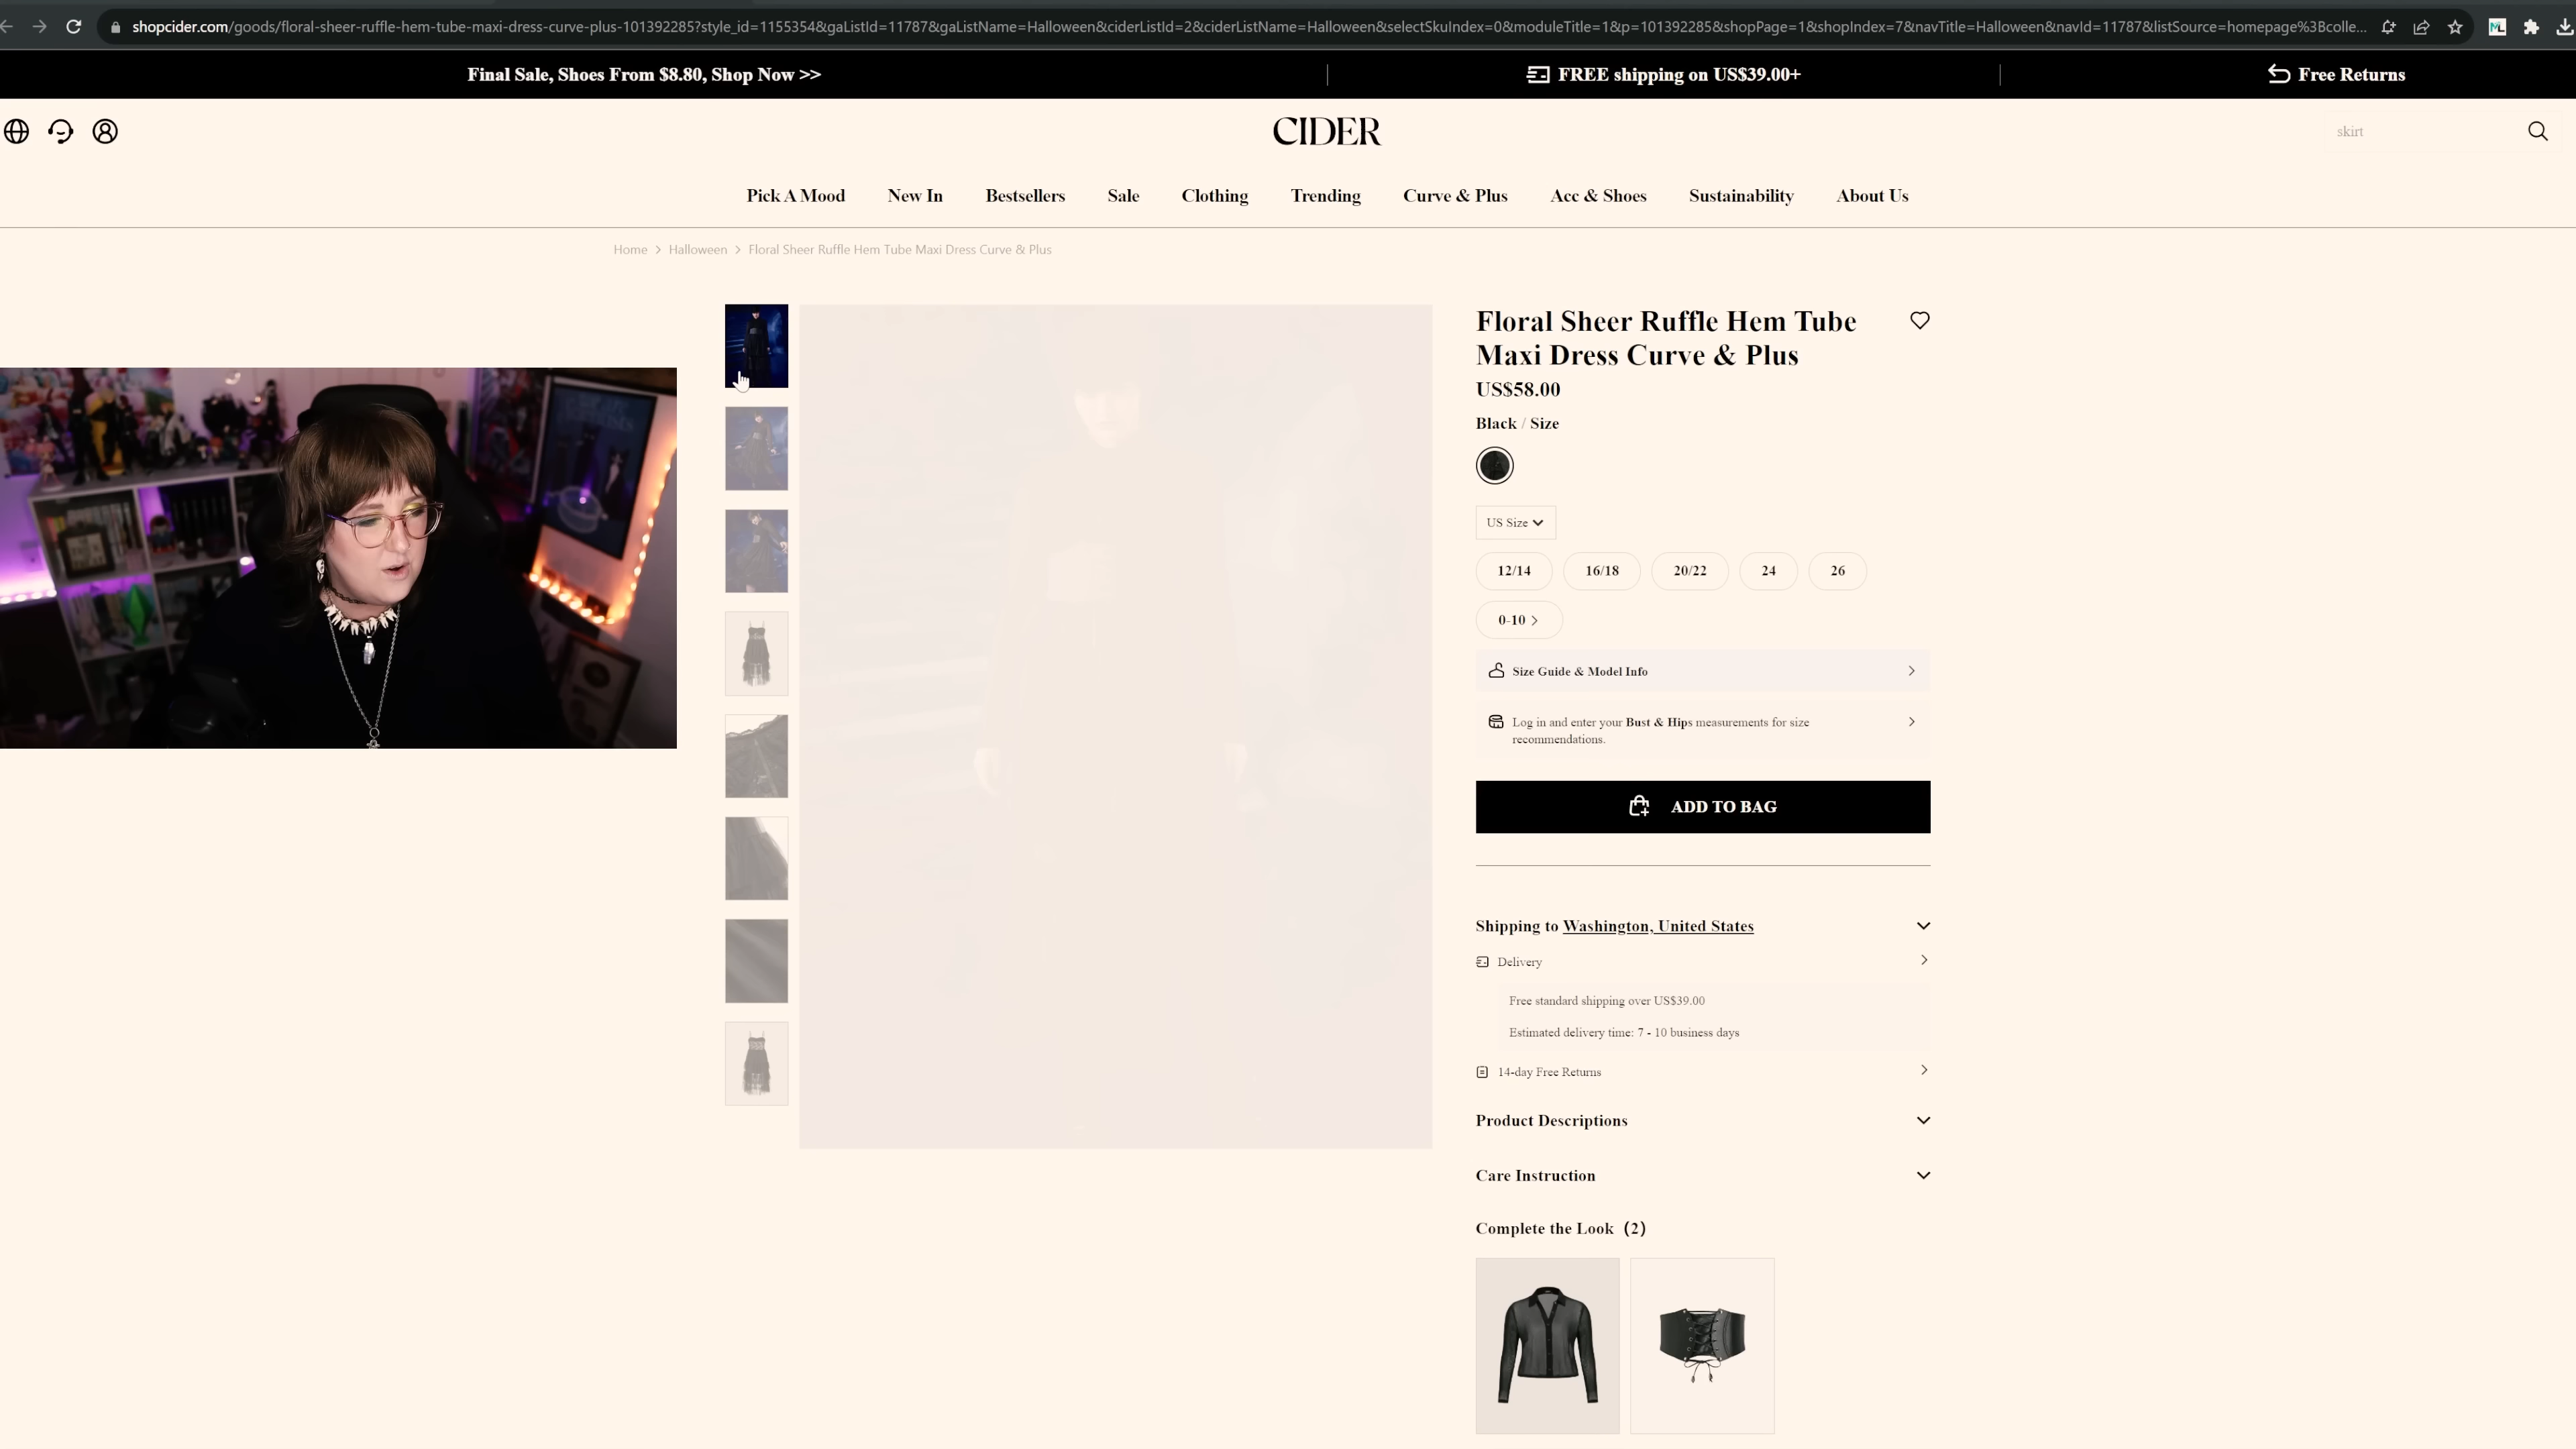 shopcider.com/goods/floral-sheer-ruffle-hem-tube-maxi-dress-curve-plus-101392285?style_id=1155354&gaListId=11787&gaListName=Halloween&ciderListId=2&ciderListName=Halloween&selectSkuIndex=0&moduleTitle=1&p=101392285&shopPage=1&shopIndex=7&navTitle=Halloween&navId=11787&listSource=homepage%3Bcolle...
Final Sale, Shoes From $8.80, Shop Now >>
FREE shipping on US$39.00+
Free Returns
CIDER
skirt
Pick A Mood New In Bestsellers Sale Clothing Trending Curve & Plus Acc & Shoes Sustainability About Us
Home > Halloween > Floral Sheer Ruffle Hem Tube Maxi Dress Curve & Plus
Floral Sheer Ruffle Hem Tube
Maxi Dress Curve & Plus
US$58.00
Black / Size
US Size
12/14 16/18 20/22 24 26
0-10 >
Size Guide & Model Info
Log in and enter your Bust & Hips measurements for size
recommendations.
ADD TO BAG
Shipping to Washington, United States
Delivery
Free standard shipping over US$39.00
Estimated delivery time: 7 - 10 business days
14-day Free Returns
Product Descriptions
Care Instruction
Complete the Look (2)